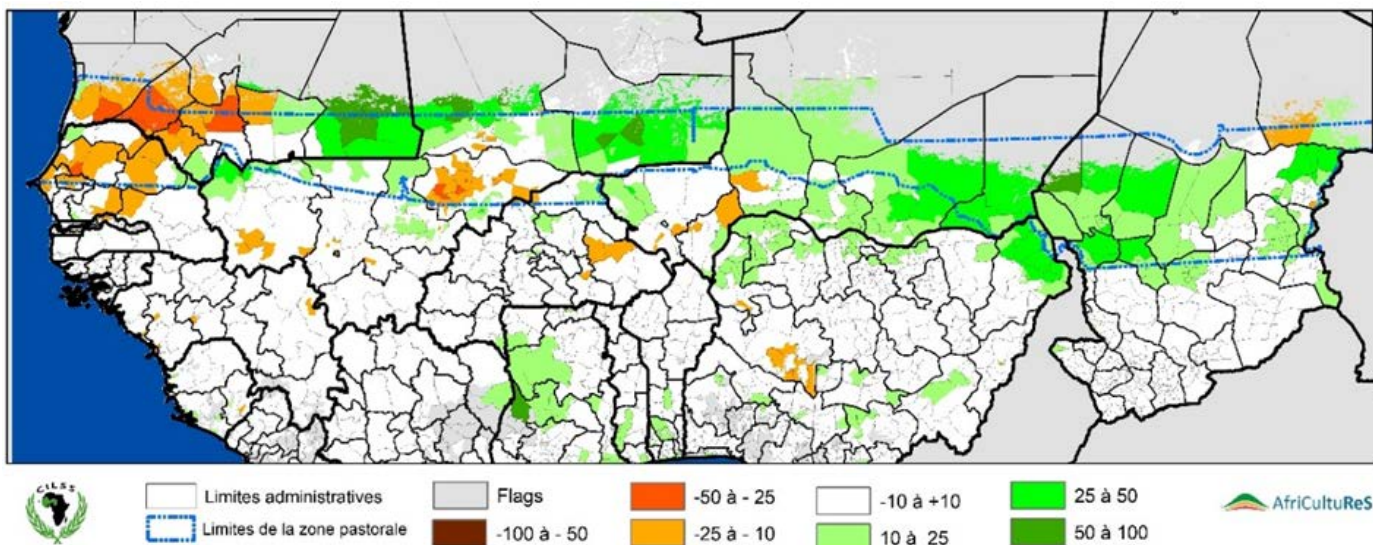 CILSS
Limites administratives
Limites de la zone pastorale
Flags
-100 à - 50
-50 à - 25
-25 à - 10
-10 à +10
10 à 25
25 à 50
50 à 100
AfriCultuReS